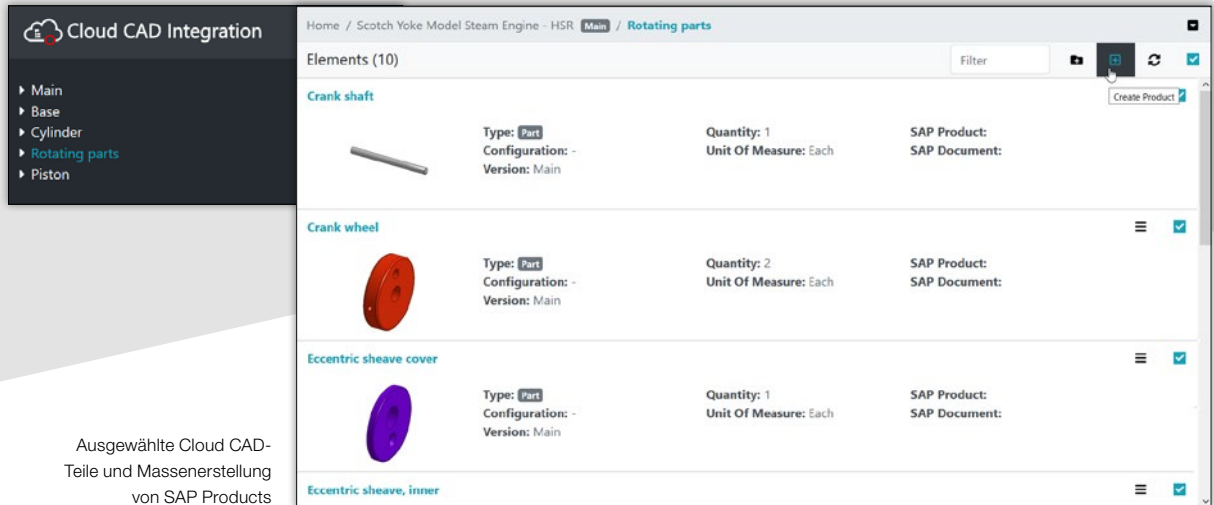 Cloud CAD Integration
Main
Base
Cylinder
Rotating parts
Piston
Home / Scotch Yoke Model Steam Engine - HSR Main / Rotating parts
Elements (10)
Filter
Create Product
Crank shaft
Type: Part
Configuration: -
Version: Main
Quantity: 1
Unit Of Measure: Each
SAP Product:
SAP Document:
Crank wheel
Type: Part
Configuration: -
Version: Main
Quantity: 2
Unit Of Measure: Each
SAP Product:
SAP Document:
Eccentric sheave cover
Type: Part
Configuration: -
Version: Main
Quantity: 1
Unit Of Measure: Each
SAP Product:
SAP Document:
Eccentric sheave, inner
Ausgewählte Cloud CAD-
Teile und Massenerstellung
von SAP Products